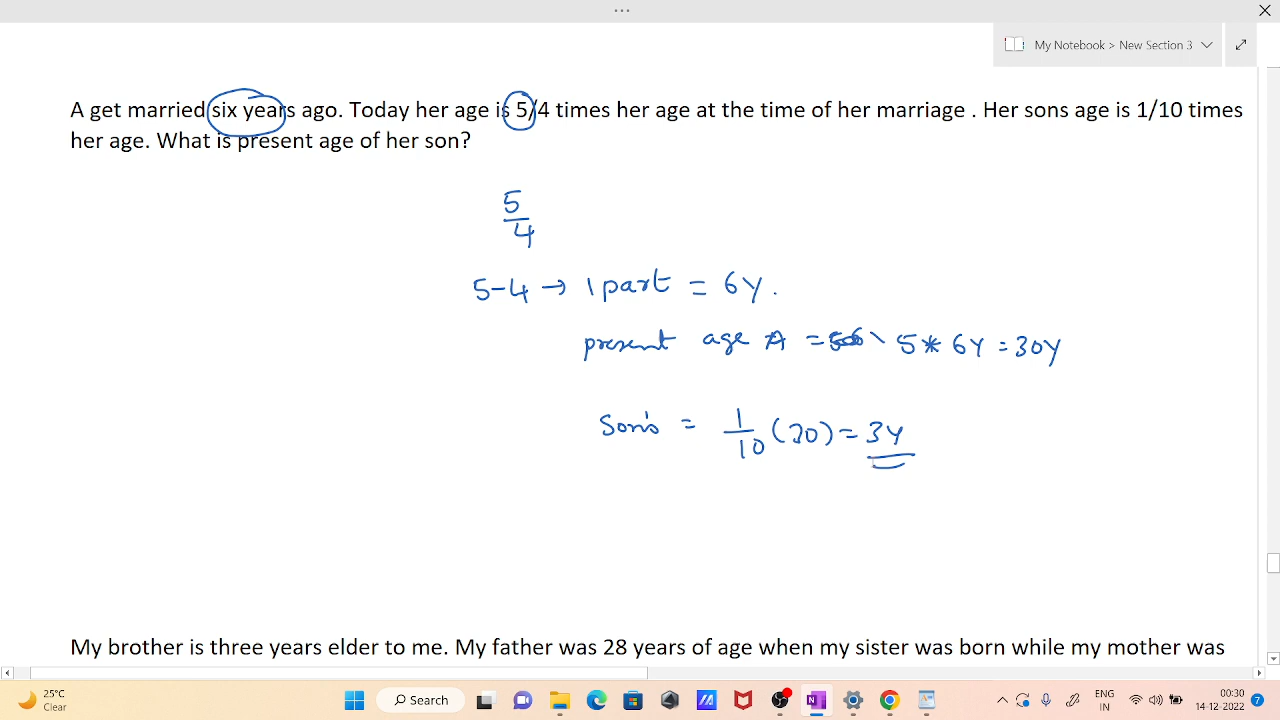 My Notebook > New Section 3
A get married six years ago. Today her age is 5/4 times her age at the time of her marriage . Her sons age is 1/10 times
her age. What is present age of her son?
5
4
5-4 → 1 part = 6y.
present age A = 5 * 6y = 30y
Son's = 1/10 (30) = 3y
My brother is three years elder to me. My father was 28 years of age when my sister was born while my mother was
25°C
Clear
Search
ENG
IN
00:30
14-12-2022
7